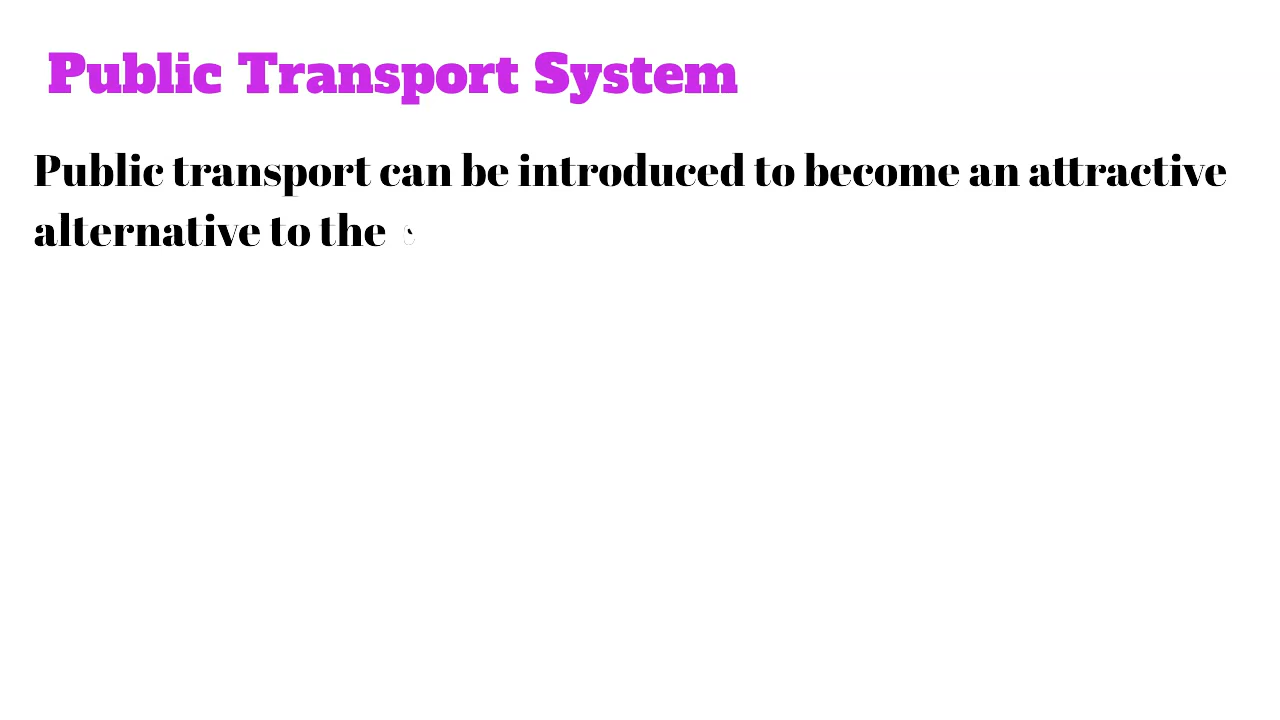 Public Transport System
Public transport can be introduced to become an attractive
alternative to the